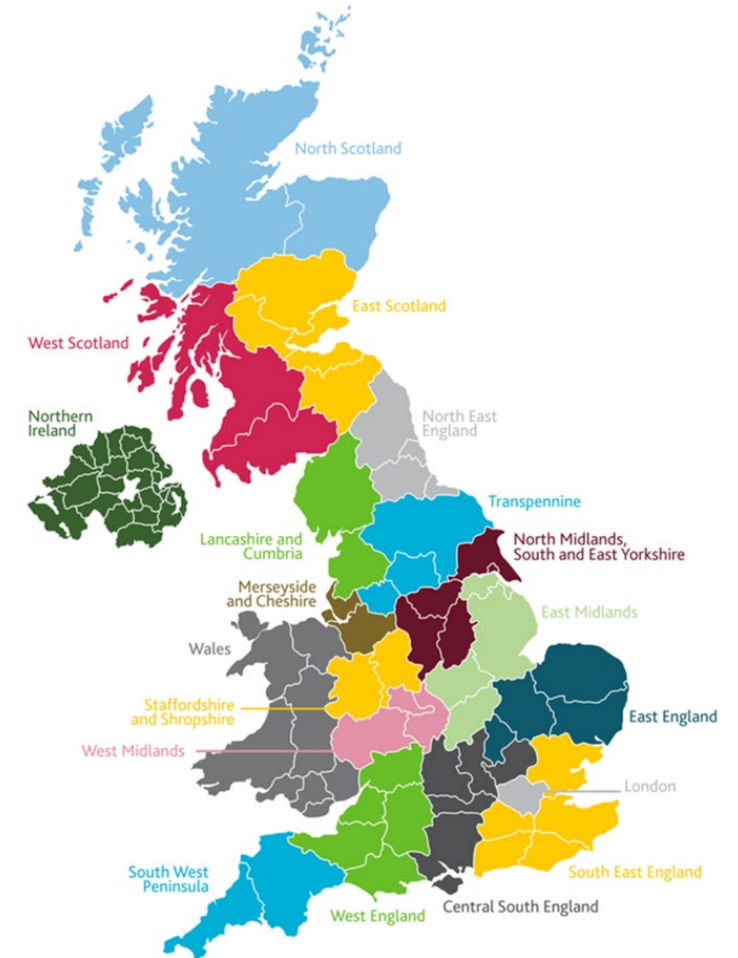 North Scotland
East Scotland
West Scotland
Northern
Ireland
North East
England
Transpennine
Lancashire and
Cumbria
North Midlands,
South and East Yorkshire
Merseyside
and Cheshire
East Midlands
Wales
Staffordshire
and Shropshire
East England
West Midlands
London
South West
Peninsula
South East England
Central South England
West England